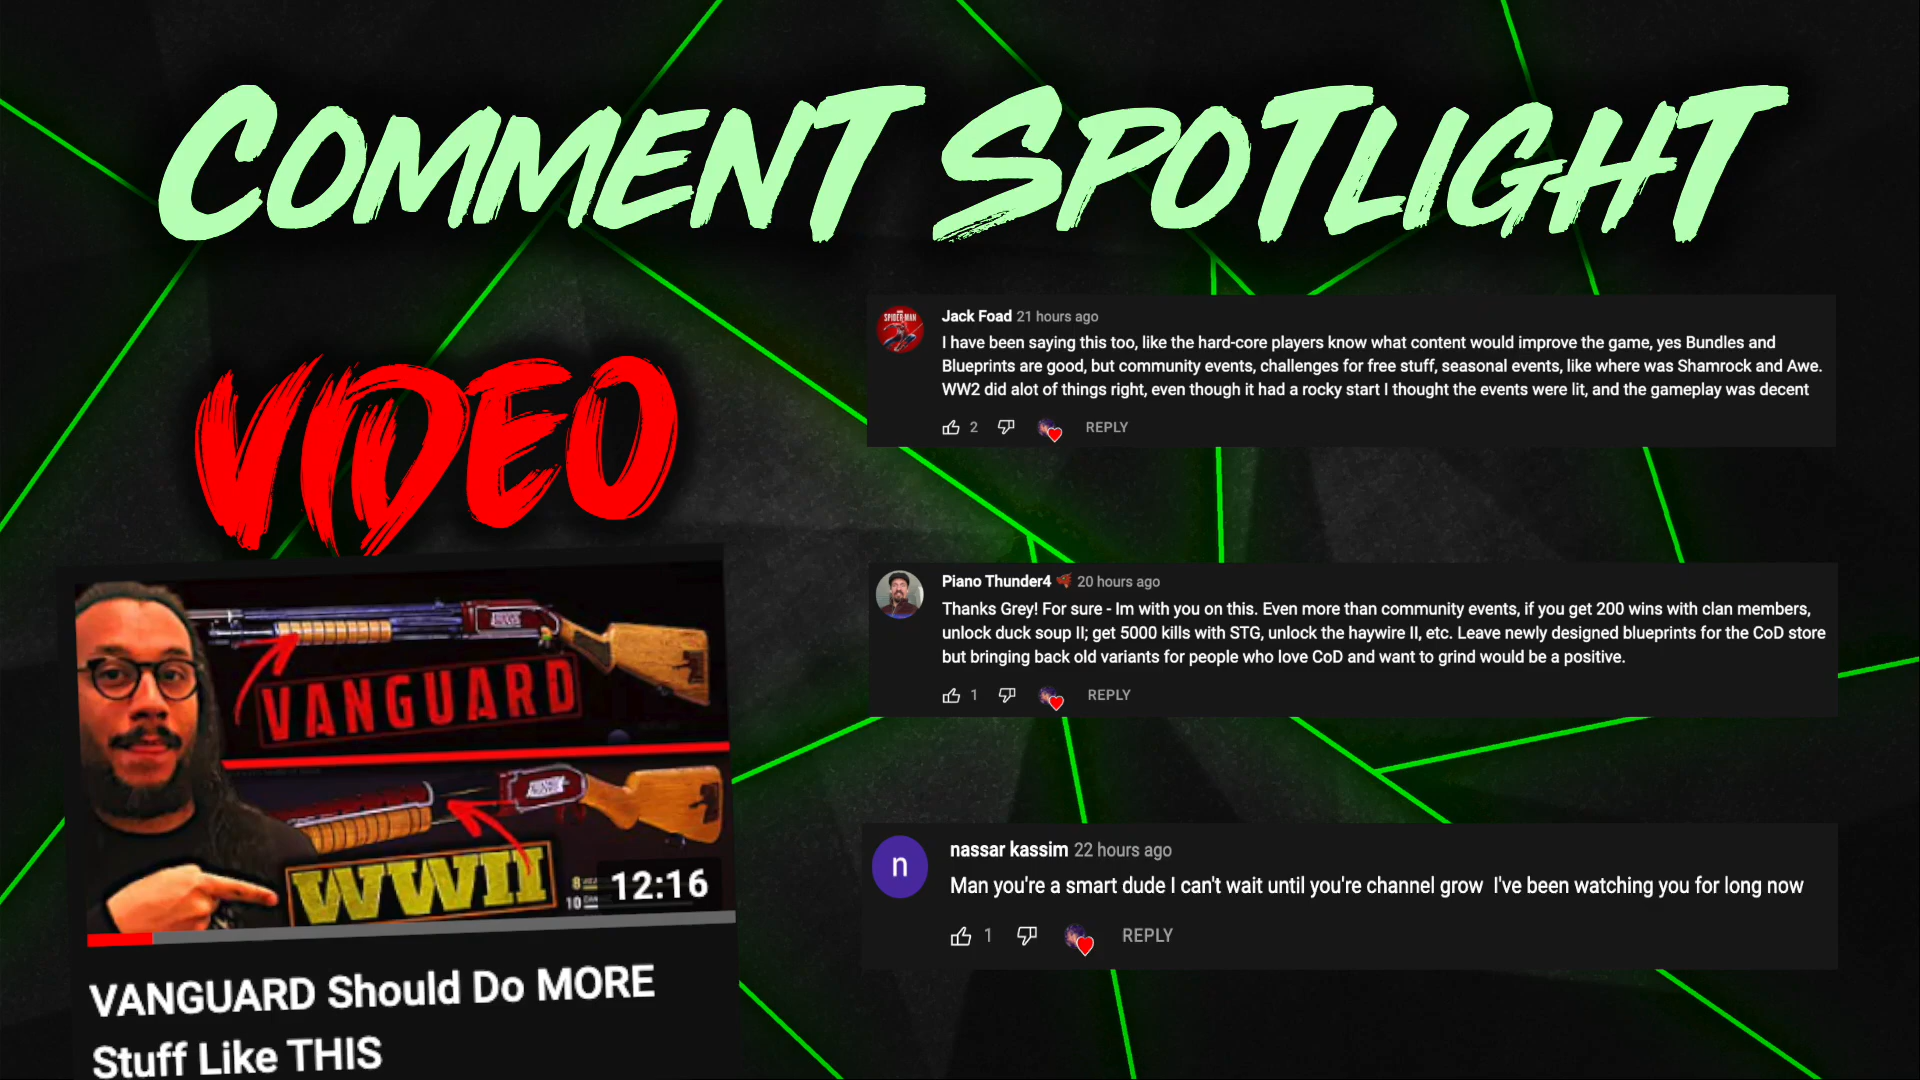 COMMENT SPOTLIGHT
VIDEO
VANGUARD
WWII
12:16
VANGUARD Should Do MORE
Stuff Like THIS
SPIDER-MAN
Jack Foad 21 hours ago
I have been saying this too, like the hard-core players know what content would improve the game, yes Bundles and
Blueprints are good, but community events, challenges for free stuff, seasonal events, like where was Shamrock and Awe.
WW2 did alot of things right, even though it had a rocky start I thought the events were lit, and the gameplay was decent
2 REPLY
Piano Thunder4 20 hours ago
Thanks Grey! For sure - Im with you on this. Even more than community events, if you get 200 wins with clan members,
unlock duck soup II; get 5000 kills with STG, unlock the haywire II, etc. Leave newly designed blueprints for the CoD store
but bringing back old variants for people who love CoD and want to grind would be a positive.
1 REPLY
n
nassar kassim 22 hours ago
Man you're a smart dude I can't wait until you're channel grow  I've been watching you for long now
1 REPLY